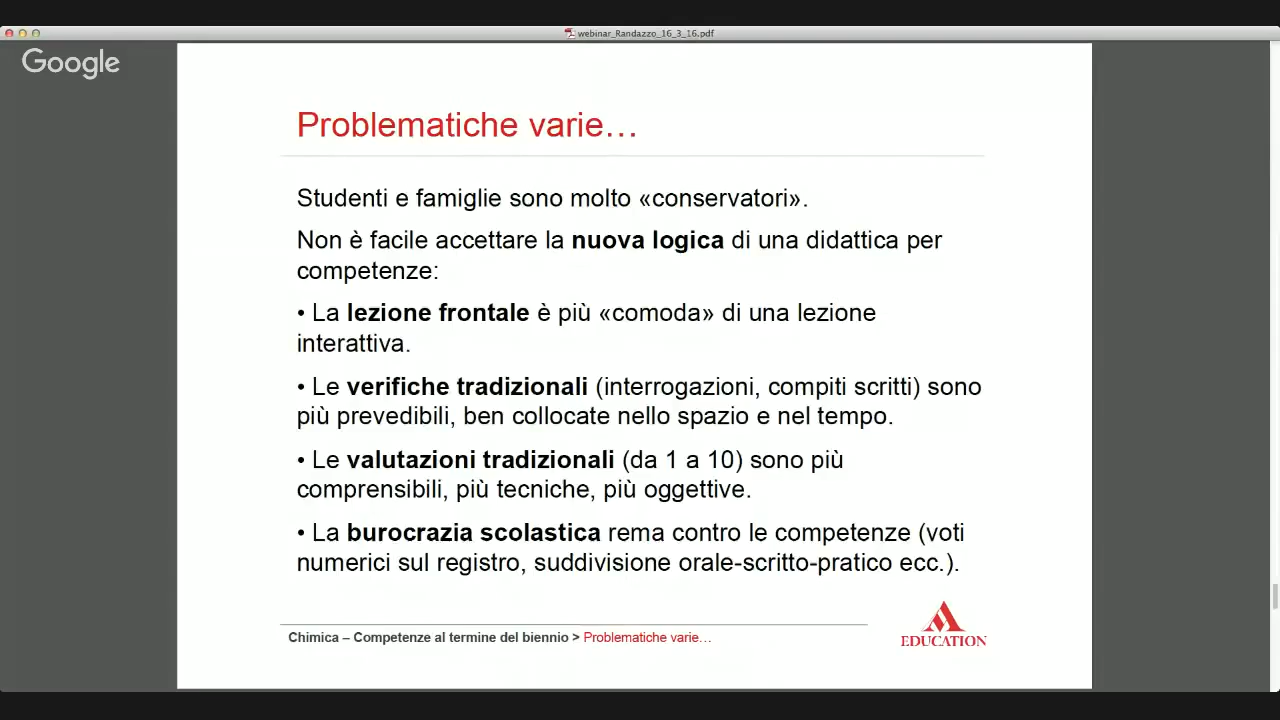 webinar_Randazzo_16_3_16.pdf
Google
Problematiche varie…
Studenti e famiglie sono molto «conservatori».
Non è facile accettare la nuova logica di una didattica per
competenze:
• La lezione frontale è più «comoda» di una lezione
interattiva.
• Le verifiche tradizionali (interrogazioni, compiti scritti) sono
più prevedibili, ben collocate nello spazio e nel tempo.
• Le valutazioni tradizionali (da 1 a 10) sono più
comprensibili, più tecniche, più oggettive.
• La burocrazia scolastica rema contro le competenze (voti
numerici sul registro, suddivisione orale-scritto-pratico ecc.).
Chimica – Competenze al termine del biennio > Problematiche varie…
EDUCATION